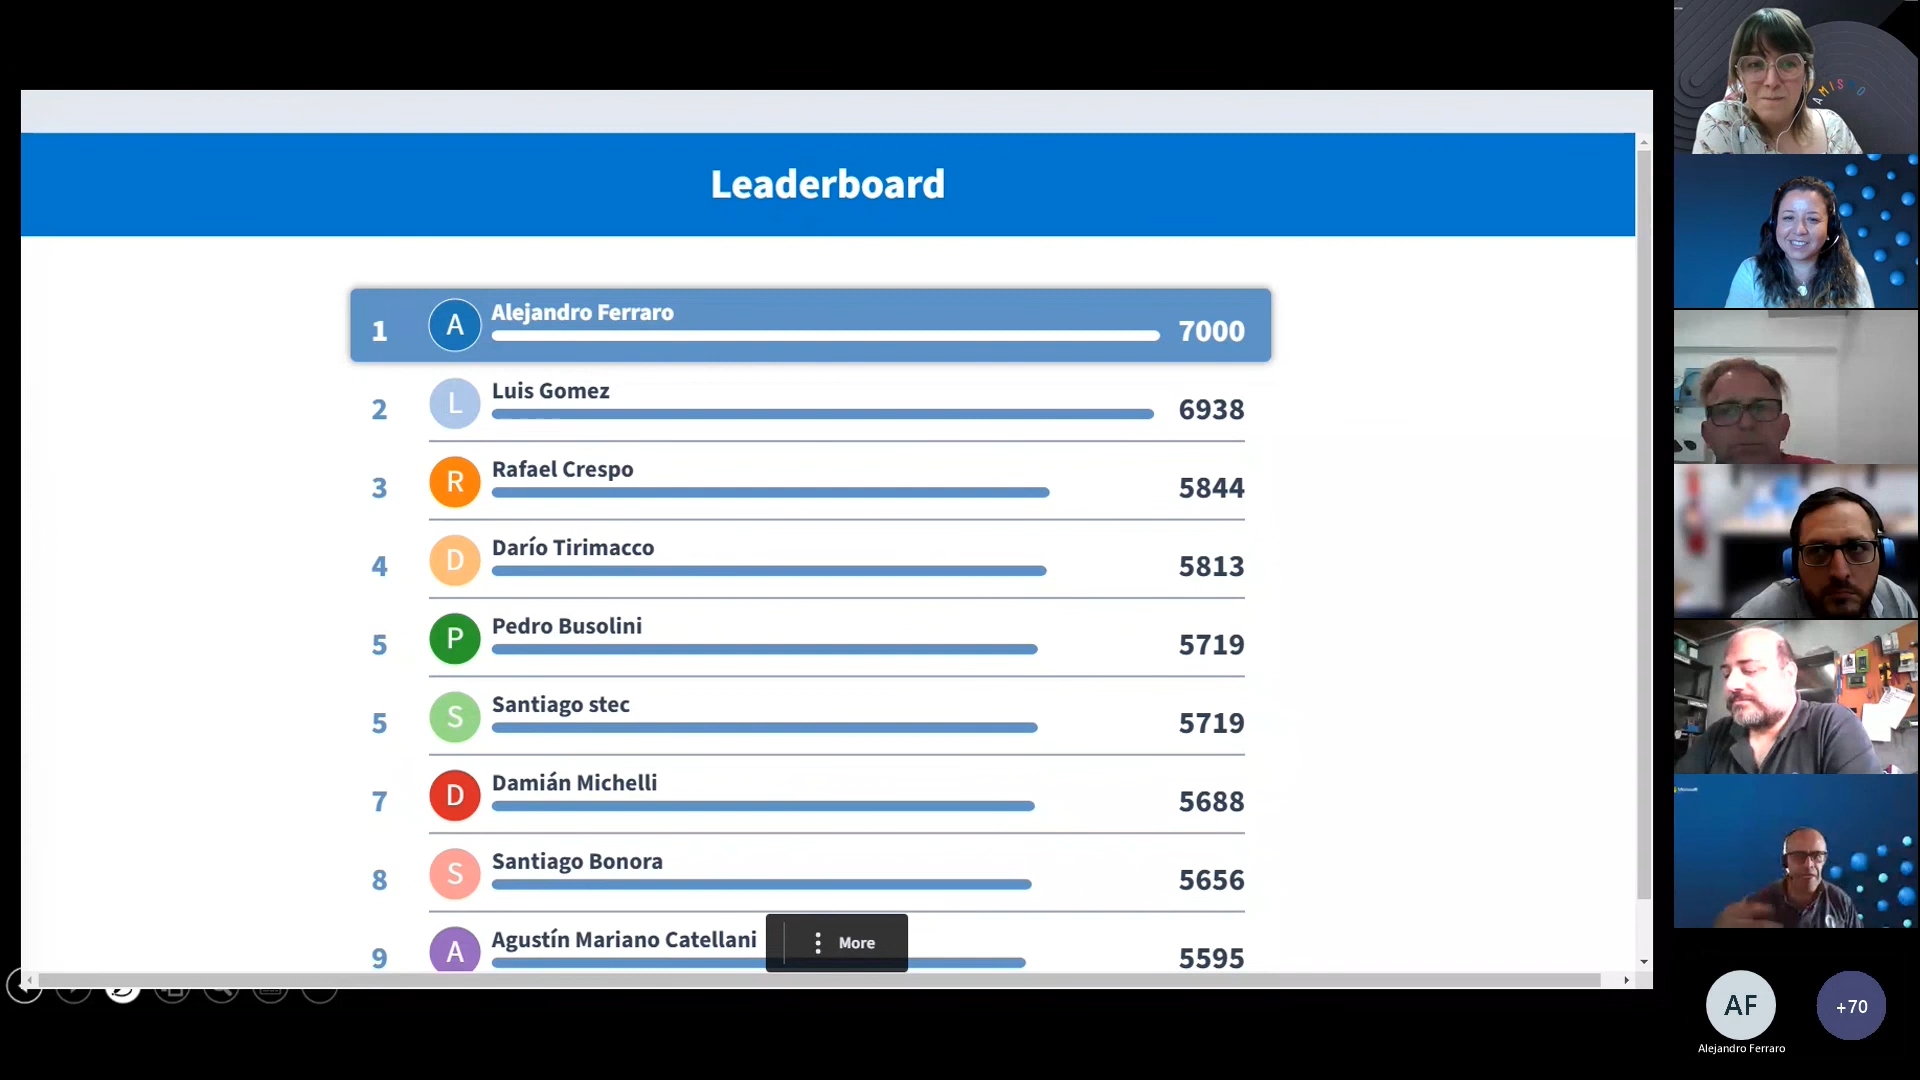 Leaderboard
1 A Alejandro Ferraro 7000
2 L Luis Gomez 6938
3 R Rafael Crespo 5844
4 D Darío Tirimacco 5813
5 P Pedro Busolini 5719
5 S Santiago stec 5719
7 D Damián Michelli 5688
8 S Santiago Bonora 5656
9 A Agustín Mariano Catellani 5595
More
AMIS O
Microsoft
AF
+70
Alejandro Ferraro